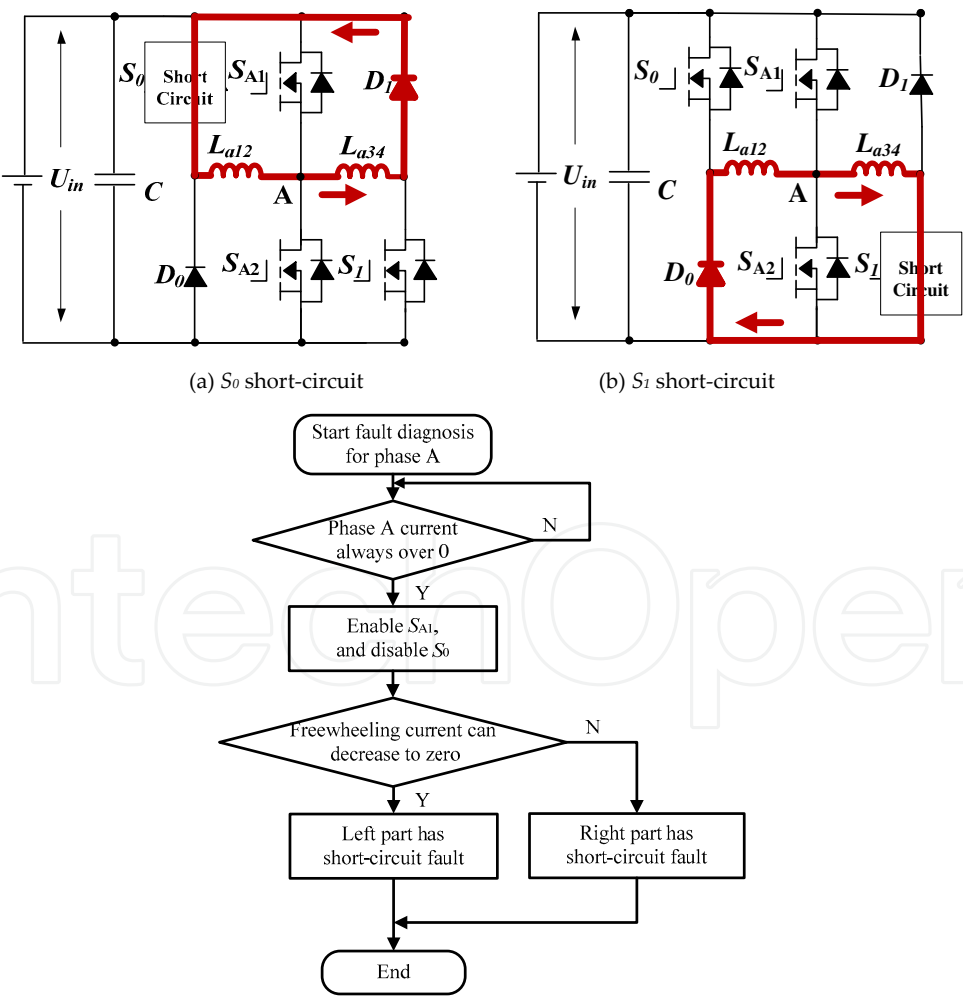 S0 Short Circuit SA1 D1
La12 La34
Uin C A
D0 SA2 S1
(a) S0 short-circuit
S0 SA1 D1
La12 La34
Uin C A
D0 SA2 S1 Short Circuit
(b) S1 short-circuit
Start fault diagnosis
for phase A
Phase A current
always over 0
N
Y
Enable SA1,
and disable S0
Freewheeling current can
decrease to zero
N
Y
Left part has
short-circuit fault
Right part has
short-circuit fault
End
ntechOpen